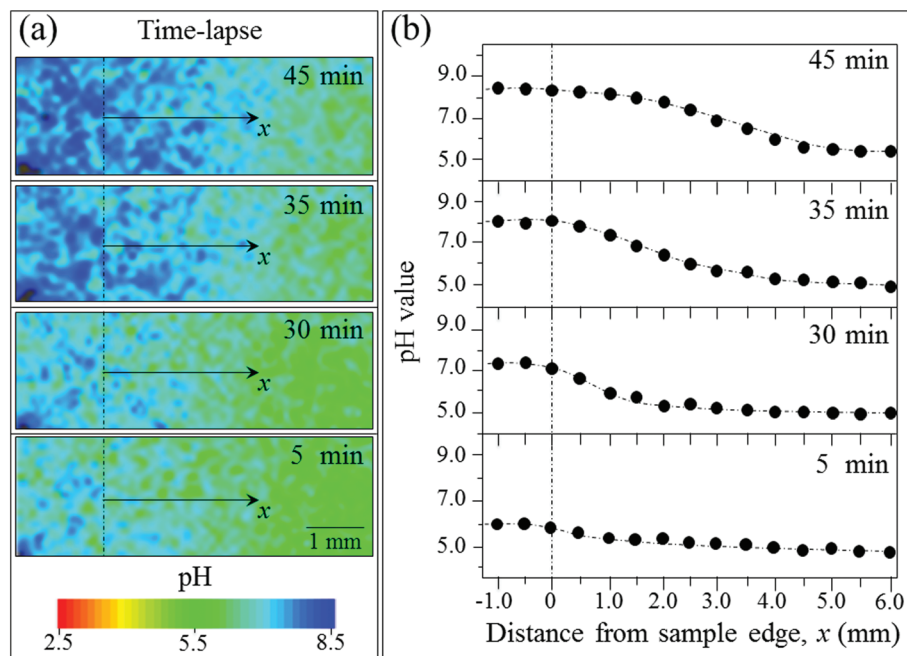 (a)
Time-lapse
45 min
x
35 min
x
30 min
x
5 min
x
1 mm
pH
2.5 5.5 8.5
(b)
pH value
45 min
9.0
7.0
5.0
35 min
9.0
7.0
5.0
30 min
9.0
7.0
5.0
5 min
9.0
7.0
5.0
-1.0 0 1.0 2.0 3.0 4.0 5.0 6.0
Distance from sample edge, x (mm)